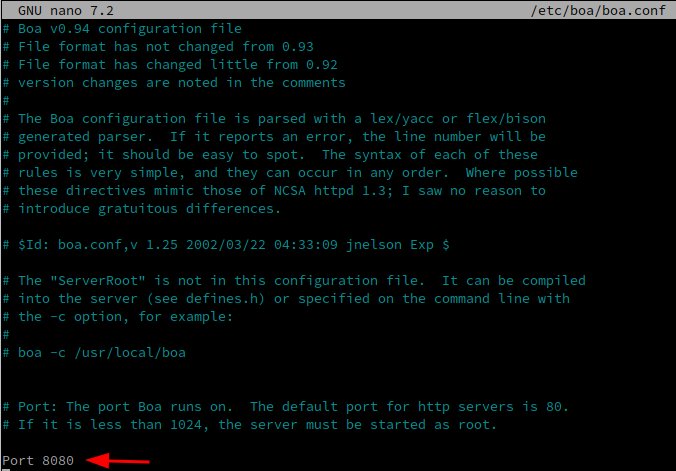 GNU nano 7.2 /etc/boa/boa.conf
# Boa v0.94 configuration file
# File format has not changed from 0.93
# File format has changed little from 0.92
# version changes are noted in the comments
#
# The Boa configuration file is parsed with a lex/yacc or flex/bison
# generated parser.  If it reports an error, the line number will be
# provided; it should be easy to spot.  The syntax of each of these
# rules is very simple, and they can occur in any order.  Where possible
# these directives mimic those of NCSA httpd 1.3; I saw no reason to
# introduce gratuitous differences.
# $Id: boa.conf,v 1.25 2002/03/22 04:33:09 jnelson Exp $
# The "ServerRoot" is not in this configuration file.  It can be compiled
# into the server (see defines.h) or specified on the command line with
# the -c option, for example:
#
# boa -c /usr/local/boa
# Port: The port Boa runs on.  The default port for http servers is 80.
# If it is less than 1024, the server must be started as root.
Port 8080